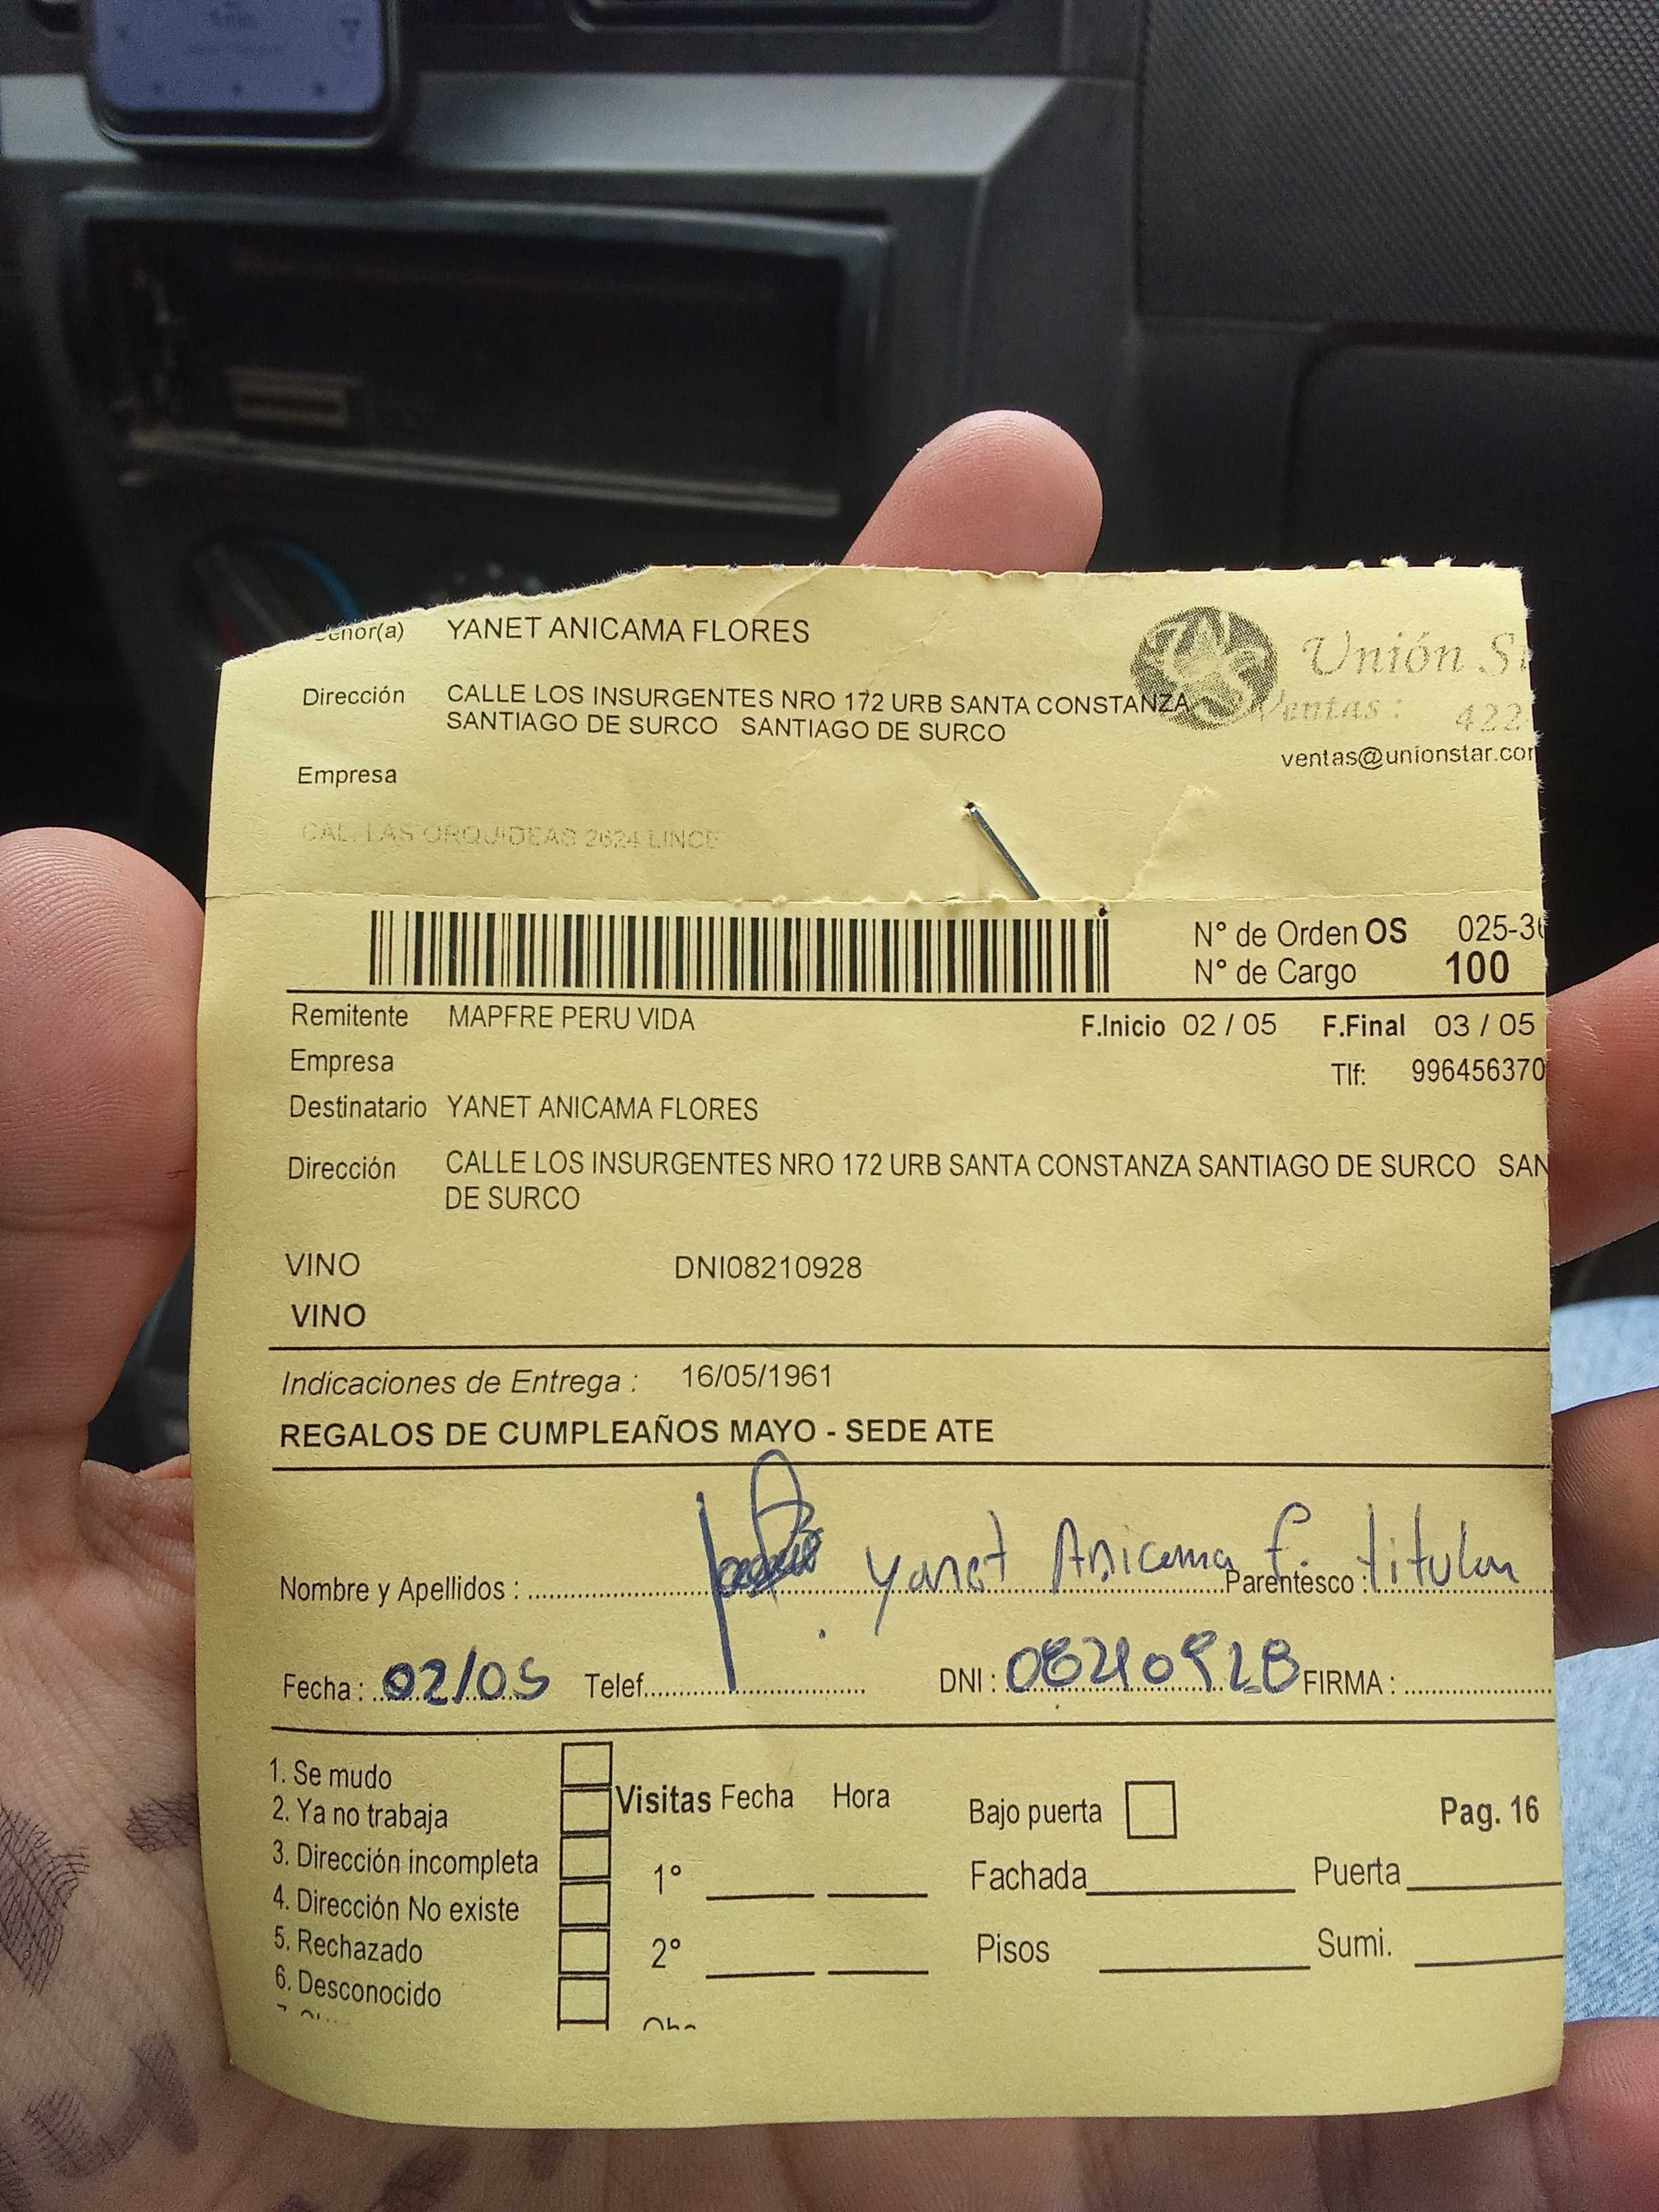 Señor(a) YANET ANICAMA FLORES
Unión
Dirección CALLE LOS INSURGENTES NRO 172 URB SANTA CONSTANZA
SANTIAGO DE SURCO SANTIAGO DE SURCO
Ventas: 422
ventas@unionstar.com
Empresa
CAL. LAS ORQUIDEAS 2624 LINCE
N° de Orden OS 025-3
N° de Cargo 100
Remitente MAPFRE PERU VIDA F.Inicio 02 / 05 F.Final 03 / 05
Empresa Tlf: 996456370
Destinatario YANET ANICAMA FLORES
Dirección CALLE LOS INSURGENTES NRO 172 URB SANTA CONSTANZA SANTIAGO DE SURCO SAN
DE SURCO
VINO DNI08210928
VINO
Indicaciones de Entrega : 16/05/1961
REGALOS DE CUMPLEAÑOS MAYO - SEDE ATE
Nombre y Apellidos : Yanet Anicama F. Parentesco : titular
Fecha : 02/05 Telef. DNI : 08210928 FIRMA :
1. Se mudo
2. Ya no trabaja
3. Dirección incompleta
4. Dirección No existe
5. Rechazado
6. Desconocido
Visitas Fecha Hora
1°
2°
Bajo puerta Pag. 16
Fachada Puerta
Pisos Sumi.